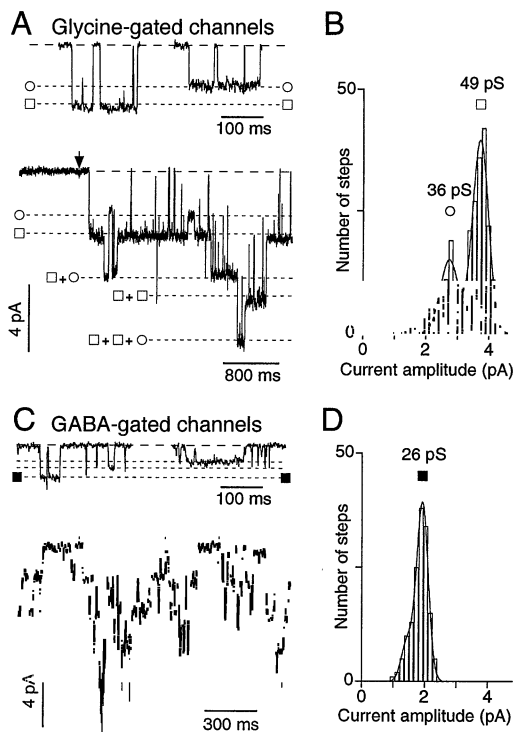 A
Glycine-gated channels
100 ms
□ + ○
□ + □
□ + □ + ○
4 pA
800 ms
B
50
49 pS
36 pS
Number of steps
0
0 2 4
Current amplitude (pA)
C
GABA-gated channels
100 ms
4 pA
300 ms
D
50
26 pS
Number of steps
0
0 2 4
Current amplitude (pA)